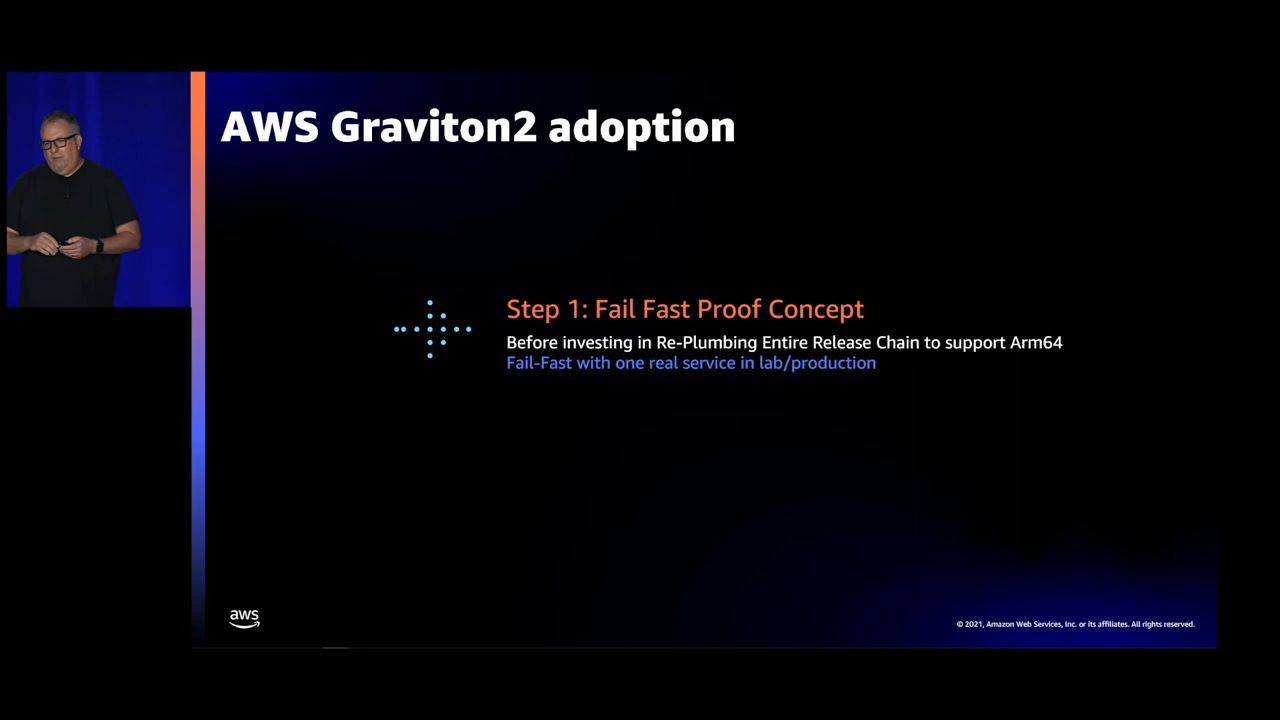 AWS Graviton2 adoption
Step 1: Fail Fast Proof Concept
Before investing in Re-Plumbing Entire Release Chain to support Arm64
Fail-Fast with one real service in lab/production
aws
© 2021, Amazon Web Services, Inc. or its affiliates. All rights reserved.